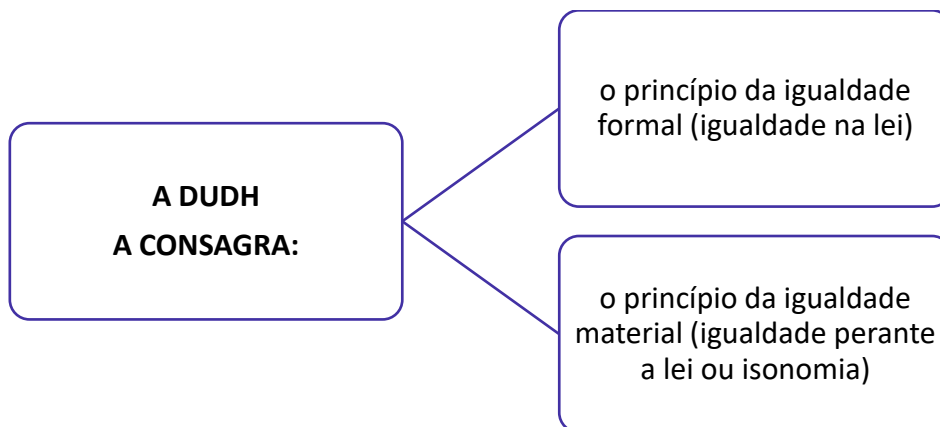 A DUDH
A CONSAGRA:
o princípio da igualdade
formal (igualdade na lei)
o princípio da igualdade
material (igualdade perante
a lei ou isonomia)